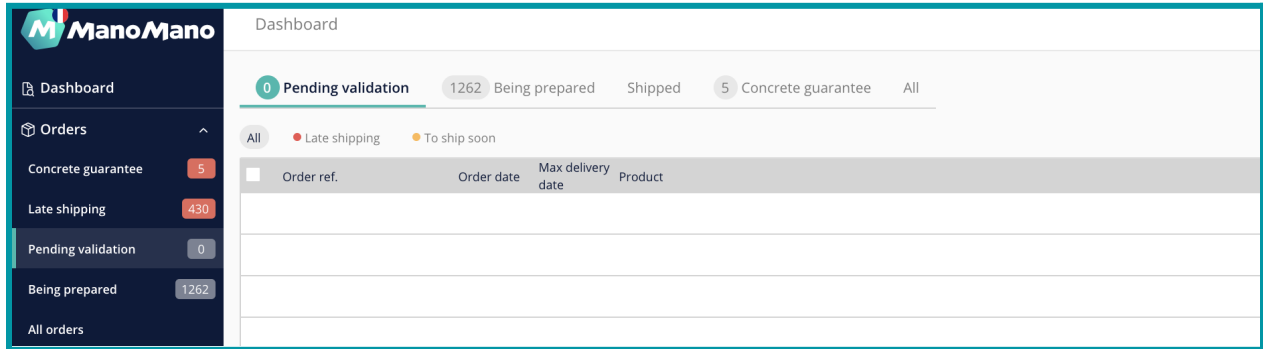 ManoMano
Dashboard
Dashboard
0 Pending validation 1262 Being prepared Shipped 5 Concrete guarantee All
Orders
All Late shipping To ship soon
Concrete guarantee 5
Order ref. Order date Max delivery date Product
Late shipping 430
Pending validation 0
Being prepared 1262
All orders